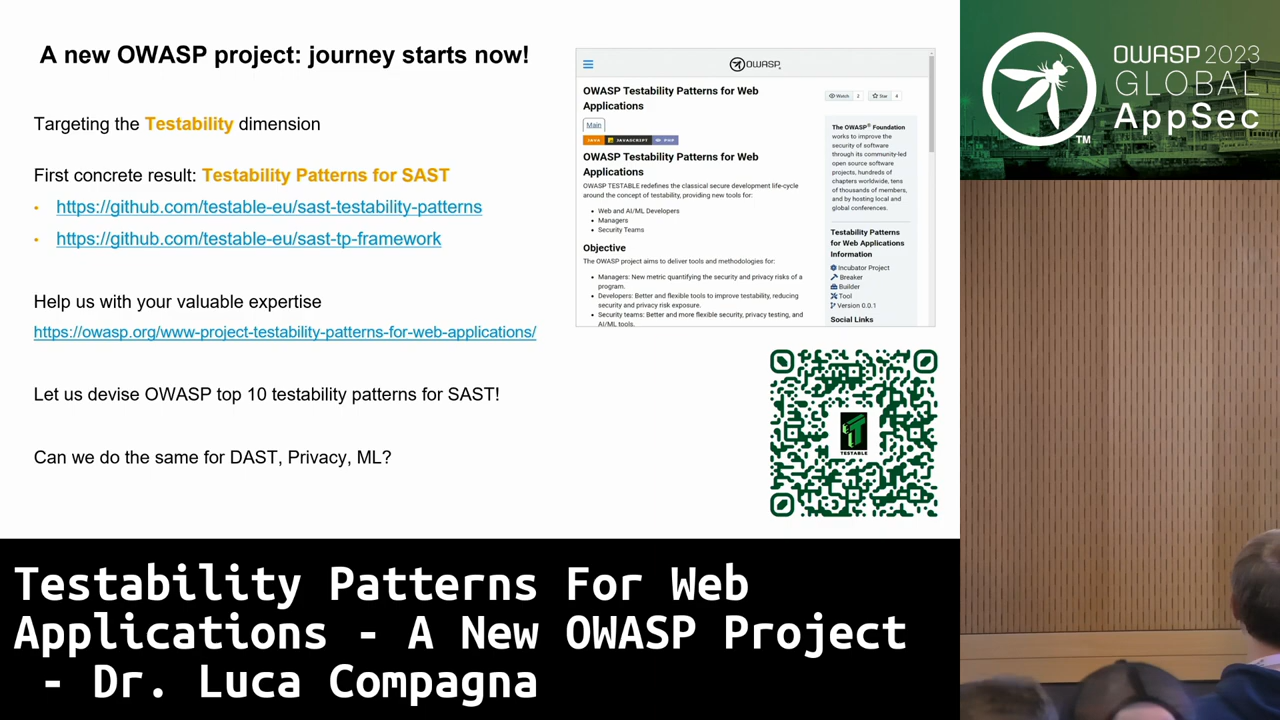 A new OWASP project: journey starts now!
Targeting the Testability dimension
First concrete result: Testability Patterns for SAST
• https://github.com/testable-eu/sast-testability-patterns
• https://github.com/testable-eu/sast-tp-framework
Help us with your valuable expertise
https://owasp.org/www-project-testability-patterns-for-web-applications/
Let us devise OWASP top 10 testability patterns for SAST!
Can we do the same for DAST, Privacy, ML?
OWASP
OWASP Testability Patterns for Web
Applications
Main
JAVA JAVASCRIPT PHP
OWASP Testability Patterns for Web
Applications
OWASP TESTABLE redefines the classical secure development life-cycle
around the concept of testability, providing new tools for:
• Web and AI/ML Developers
• Managers
• Security Teams
Objective
The OWASP project aims to deliver tools and methodologies for:
• Managers: New metric quantifying the security and privacy risks of a
program.
• Developers: Better and flexible tools to improve testability, reducing
security and privacy risk exposure.
• Security teams: Better and more flexible security, privacy testing, and
AI/ML tools.
Watch 2 Star 4
The OWASP® Foundation
works to improve the
security of software
through its community-led
open source software
projects, hundreds of
chapters worldwide, tens
of thousands of members,
and by hosting local and
global conferences.
Testability Patterns
for Web Applications
Information
Incubator Project
Breaker
Builder
Tool
Version 0.0.1
Social Links
TESTABLE
OWASP 2023
GLOBAL
AppSec
TM
Testability Patterns For Web
Applications - A New OWASP Project
- Dr. Luca Compagna